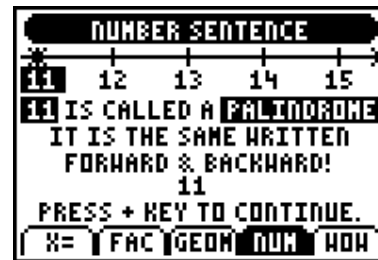 NUMBER SENTENCE
11 12 13 14 15
11 IS CALLED A PALINDROME
IT IS THE SAME WRITTEN
FORWARD & BACKWARD!
11
PRESS + KEY TO CONTINUE.
X= FAC GEOM NUM WOW